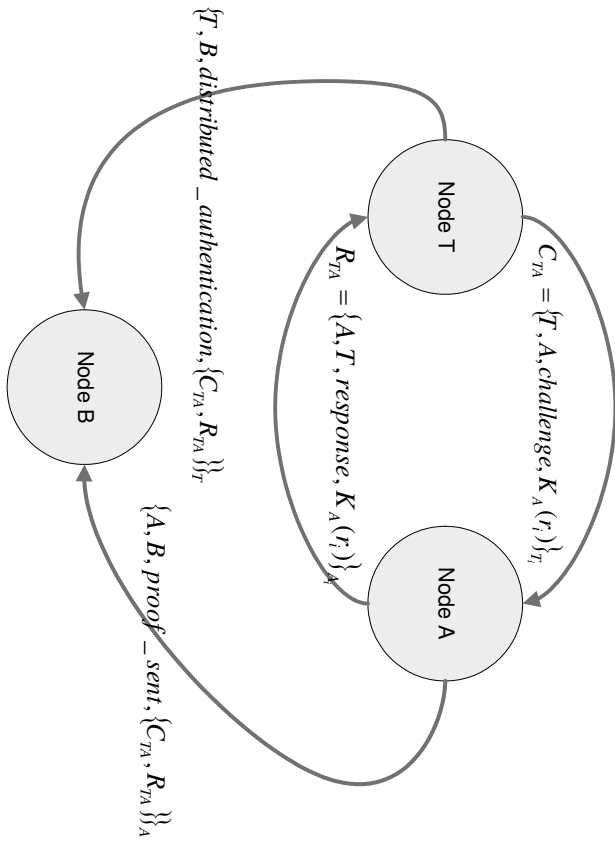 C_TA = {T, A, challenge, K_A(r_i)}_{T_i}
Node T
Node A
R_TA = {A, T, response, K_A(r_i)}_{A_i}
{T, B, distributed_authentication, {C_TA, R_TA}}_T
{A, B, proof_sent, {C_TA, R_TA}}_A
Node B